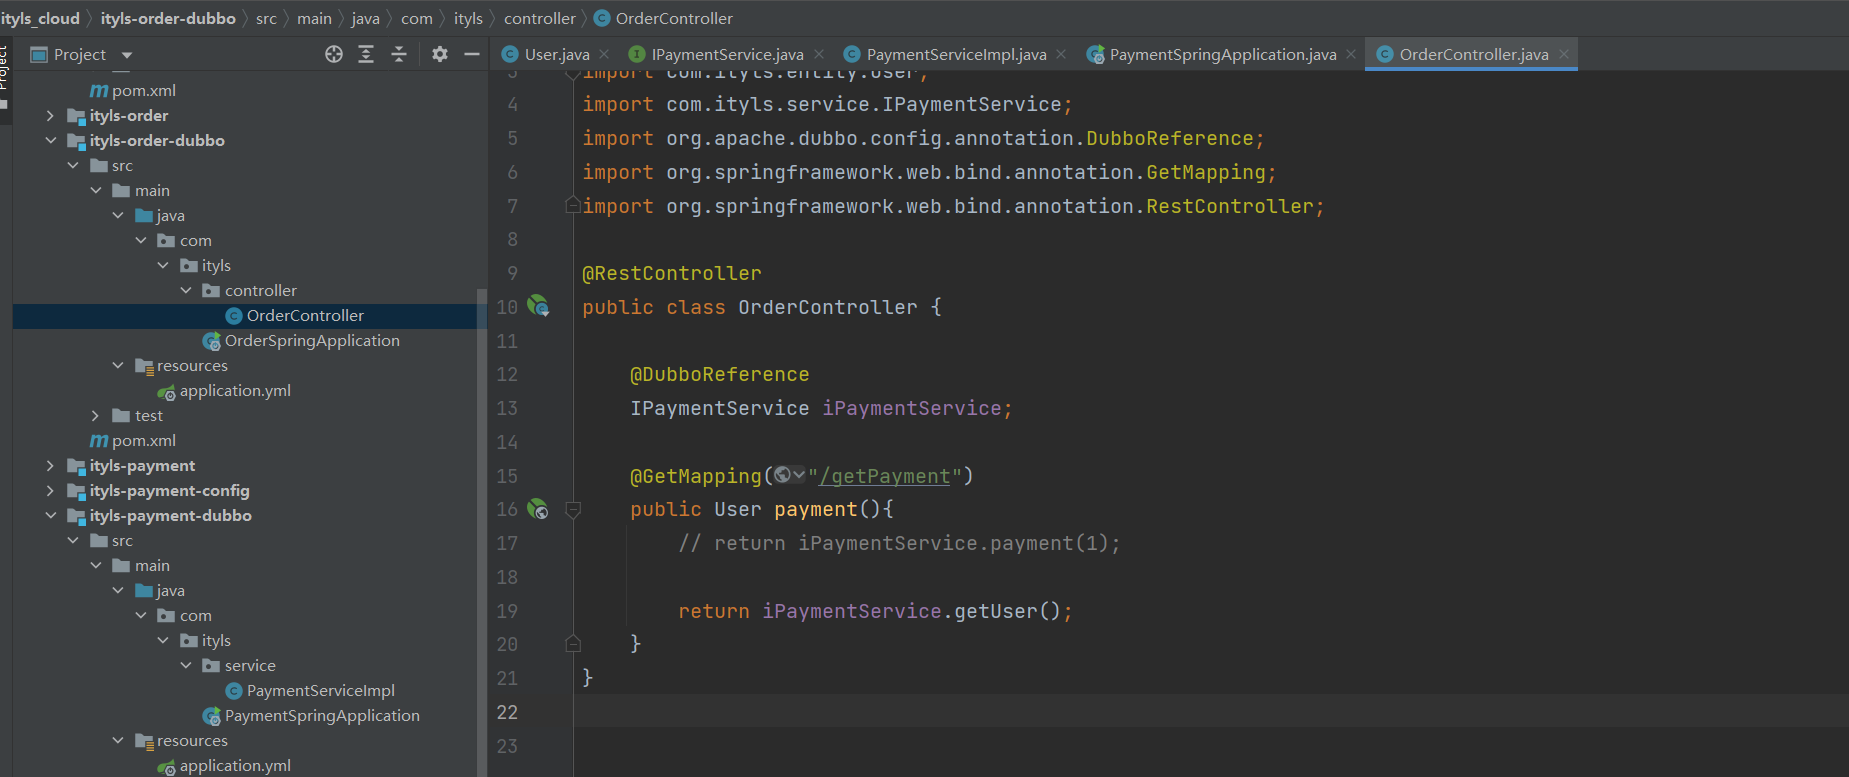 ityls_cloud 〉 ityls-order-dubbo 〉 src 〉 main 〉 java 〉 com 〉 ityls 〉 controller 〉 OrderController
Project
Project
User.java
IPaymentService.java
PaymentServiceImpl.java
PaymentSpringApplication.java
OrderController.java
pom.xml
ityls-order
ityls-order-dubbo
src
main
java
com
ityls
controller
OrderController
OrderSpringApplication
resources
application.yml
test
pom.xml
ityls-payment
ityls-payment-config
ityls-payment-dubbo
src
main
java
com
ityls
service
PaymentServiceImpl
PaymentSpringApplication
resources
application.yml
3 import com.ityls.entity.User;
4 import com.ityls.service.IPaymentService;
5 import org.apache.dubbo.config.annotation.DubboReference;
6 import org.springframework.web.bind.annotation.GetMapping;
7 import org.springframework.web.bind.annotation.RestController;
8
9 @RestController
10 public class OrderController {
11
12 @DubboReference
13 IPaymentService iPaymentService;
14
15 @GetMapping("/getPayment")
16 public User payment(){
17 // return iPaymentService.payment(1);
18
19 return iPaymentService.getUser();
20 }
21 }
22
23